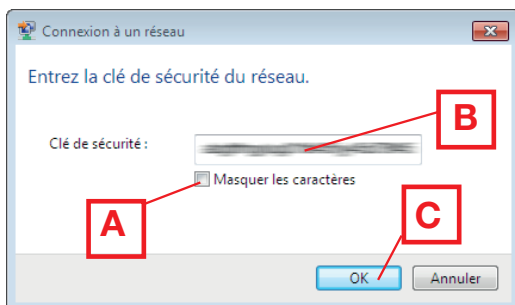 Connexion à un réseau
Entrez la clé de sécurité du réseau.
B
Clé de sécurité :
Masquer les caractères
A
C
OK Annuler